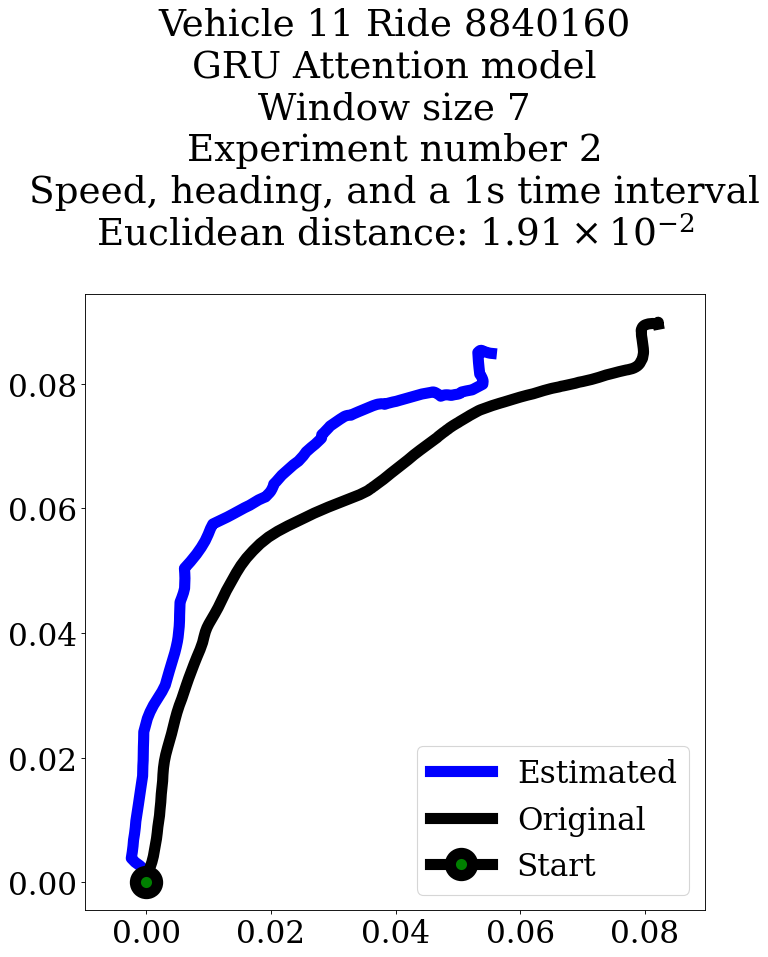 Vehicle 11 Ride 8840160
GRU Attention model
Window size 7
Experiment number 2
Speed, heading, and a 1s time interval
Euclidean distance: 1.91 × 10⁻²
0.08
0.06
0.04
0.02
0.00
Estimated
Original
Start
0.00 0.02 0.04 0.06 0.08